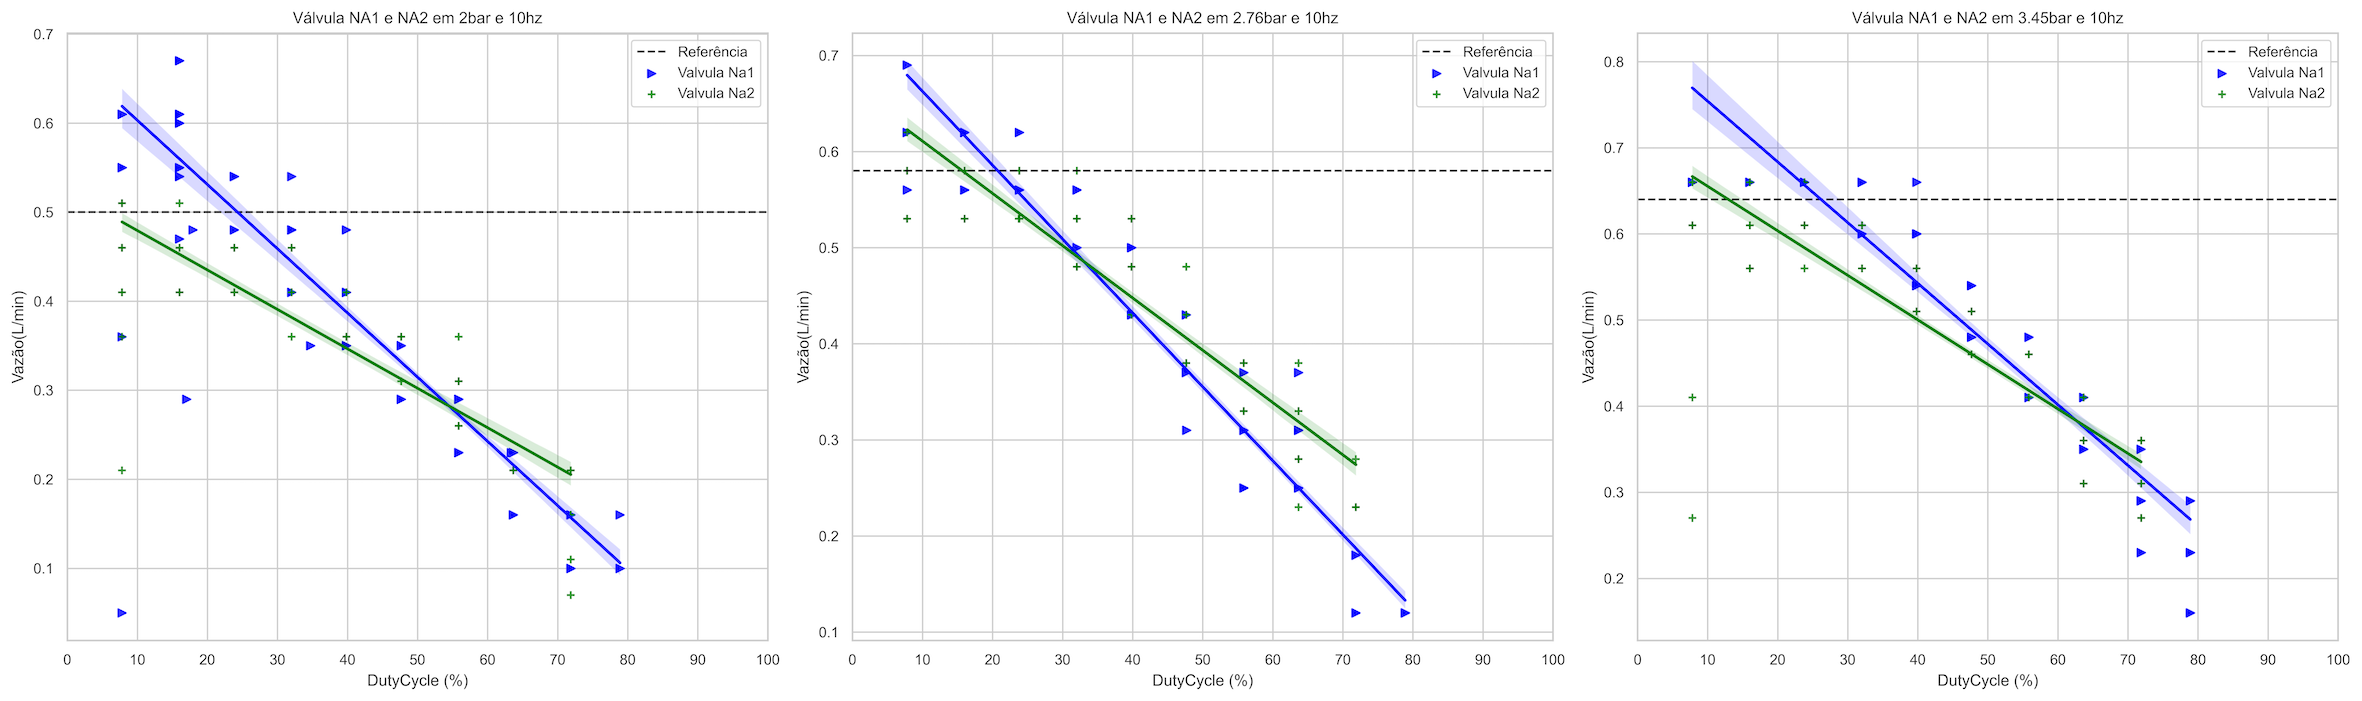 Válvula NA1 e NA2 em 2bar e 10hz
Referência
Valvula Na1
Valvula Na2
Vazão(L/min)
0.7
0.6
0.5
0.4
0.3
0.2
0.1
0 10 20 30 40 50 60 70 80 90 100
DutyCycle (%)
Válvula NA1 e NA2 em 2.76bar e 10hz
Referência
Valvula Na1
Valvula Na2
Vazão(L/min)
0.7
0.6
0.5
0.4
0.3
0.2
0.1
0 10 20 30 40 50 60 70 80 90 100
DutyCycle (%)
Válvula NA1 e NA2 em 3.45bar e 10hz
Referência
Valvula Na1
Valvula Na2
Vazão(L/min)
0.8
0.7
0.6
0.5
0.4
0.3
0.2
0 10 20 30 40 50 60 70 80 90 100
DutyCycle (%)